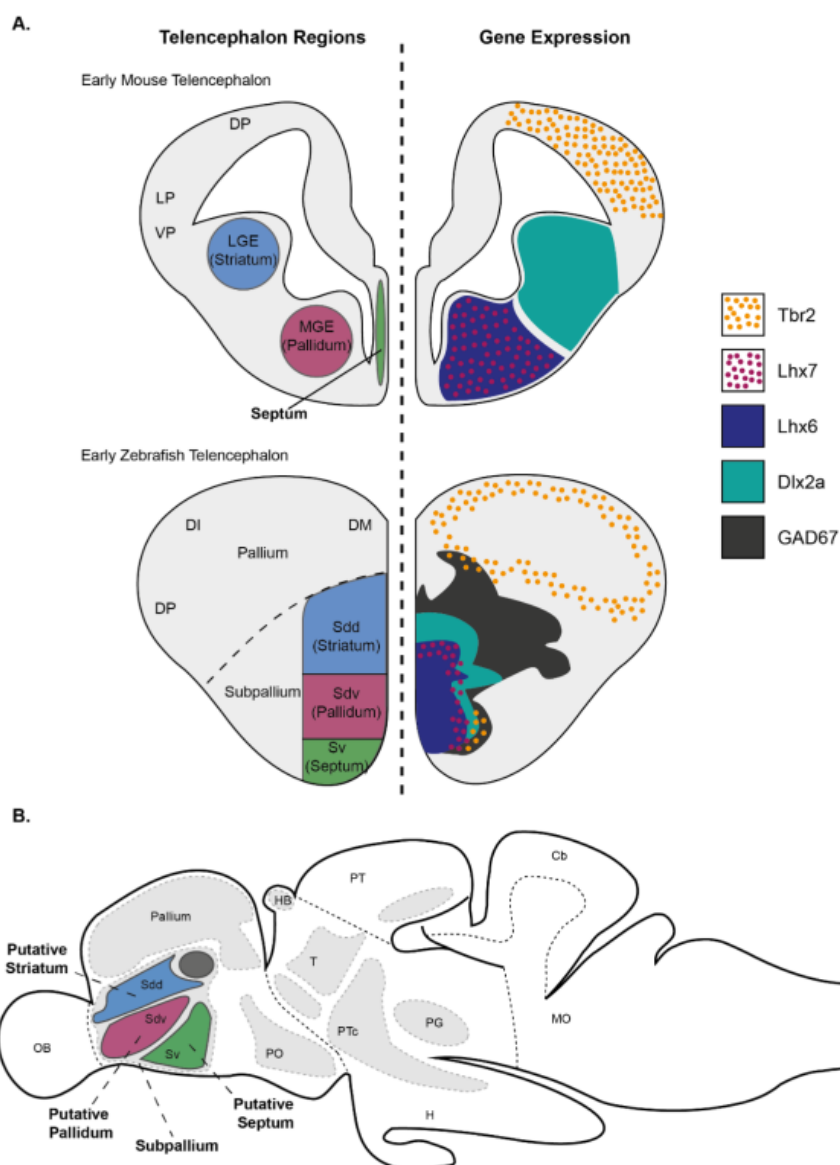 A.
Telencephalon Regions
Gene Expression
Early Mouse Telencephalon
DP
LP
VP
LGE
(Striatum)
MGE
(Pallidum)
Septum
Tbr2
Lhx7
Lhx6
Dlx2a
GAD67
Early Zebrafish Telencephalon
DI
DM
Pallium
DP
Sdd
(Striatum)
Subpallium
Sdv
(Pallidum)
Sv
(Septum)
B.
Cb
PT
HB
Pallium
Putative
Striatum
Sdd
T
Sdv
MO
PTc
PG
OB
Sv
PO
Putative
Pallidum
Putative
Septum
H
Subpallium